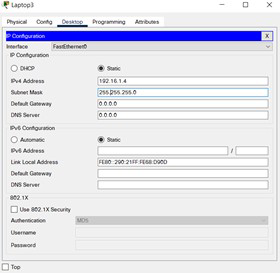 Laptop3
Physical Config Desktop Programming Attributes
IP Configuration X
Interface FastEthernet0
IP Configuration
DHCP Static
IPv4 Address 192.16.1.4
Subnet Mask 255.255.255.0
Default Gateway 0.0.0.0
DNS Server 0.0.0.0
IPv6 Configuration
Automatic Static
IPv6 Address /
Link Local Address FE80::290:21FF:FE68:D90D
Default Gateway
DNS Server
802.1X
Use 802.1X Security
Authentication MD5
Username
Password
Top